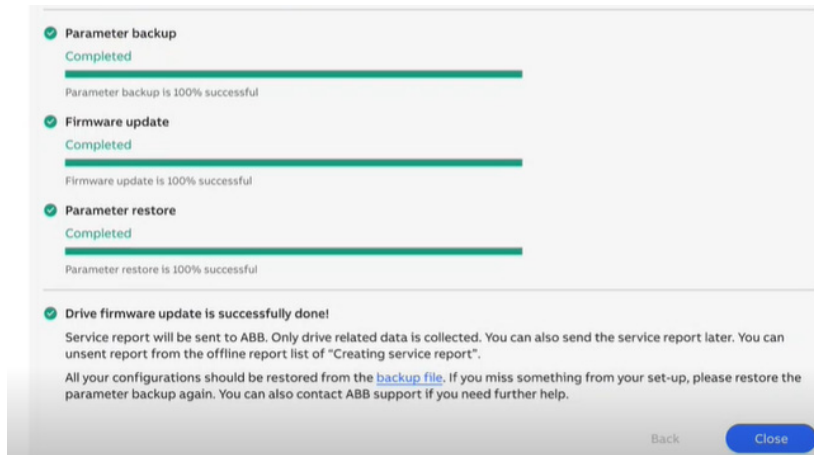 Parameter backup
Completed
Parameter backup is 100% successful
Firmware update
Completed
Firmware update is 100% successful
Parameter restore
Completed
Parameter restore is 100% successful
Drive firmware update is successfully done!
Service report will be sent to ABB. Only drive related data is collected. You can also send the service report later. You can
unsent report from the offline report list of "Creating service report".
All your configurations should be restored from the backup file. If you miss something from your set-up, please restore the
parameter backup again. You can also contact ABB support if you need further help.
Back
Close